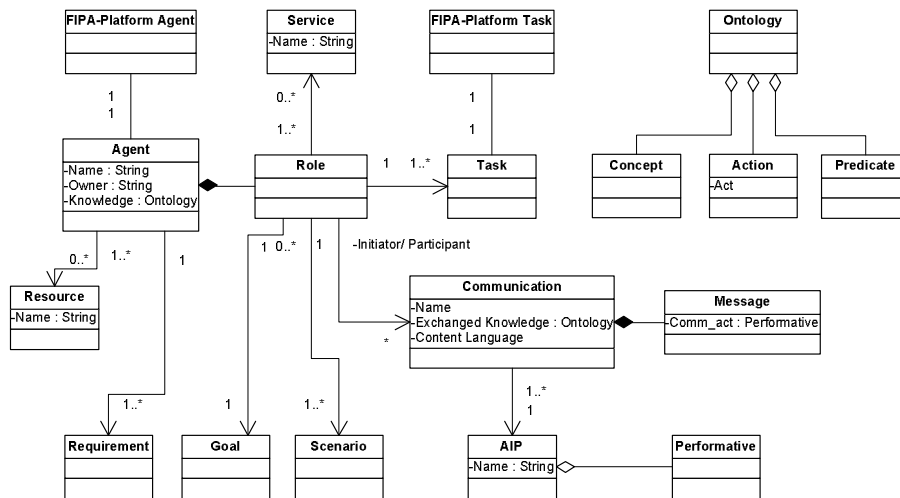 FIPA-Platform Agent
Service
-Name : String
FIPA-Platform Task
Ontology
1
1
0..*
1..*
1
1
Agent
-Name : String
-Owner : String
-Knowledge : Ontology
Role
1
1..*
Task
Concept
Action
-Act
Predicate
0..*
1..*
1
1
0..*
1
-Initiator/ Participant
Resource
-Name : String
Communication
-Name
-Exchanged Knowledge : Ontology
-Content Language
*
Message
-Comm_act : Performative
1..*
1
1..*
1..*
1
Requirement
Goal
Scenario
AIP
-Name : String
Performative